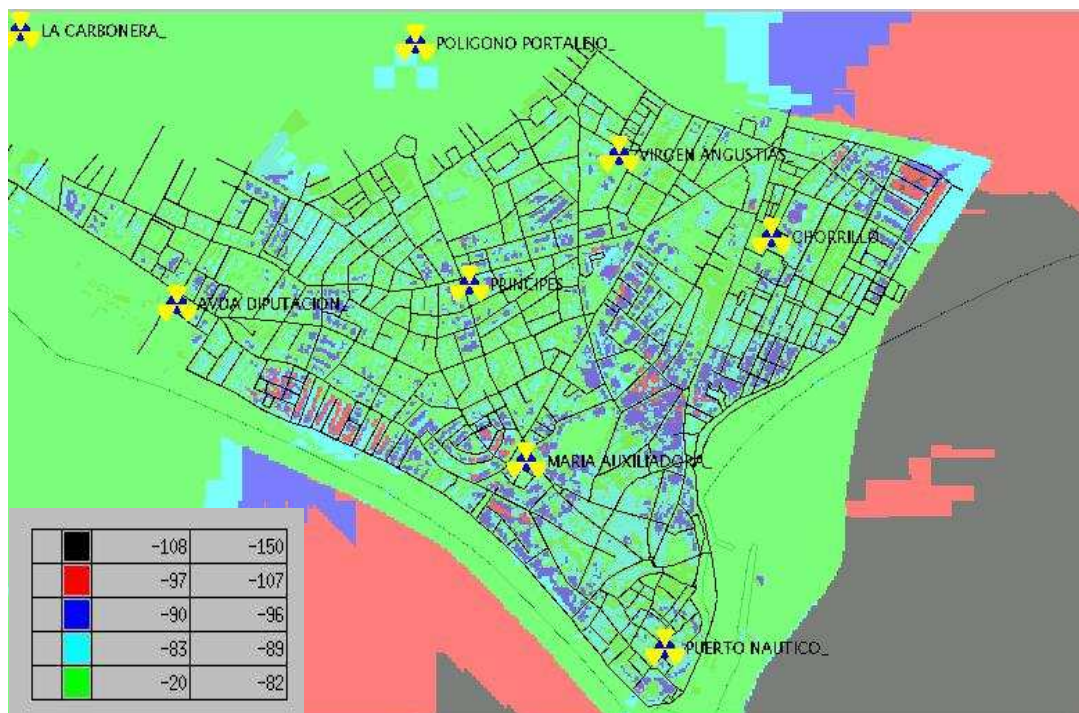 LA CARBONERA_
POLIGONO PORTALEJO_
VIRGEN ANGUSTIAS_
CHORRILLO_
PRINCIPES_
AVDA DIPUTACION_
MARIA AUXILIADORA_
PUERTO NAUTICO_
-108 -150
-97 -107
-90 -96
-83 -89
-20 -82